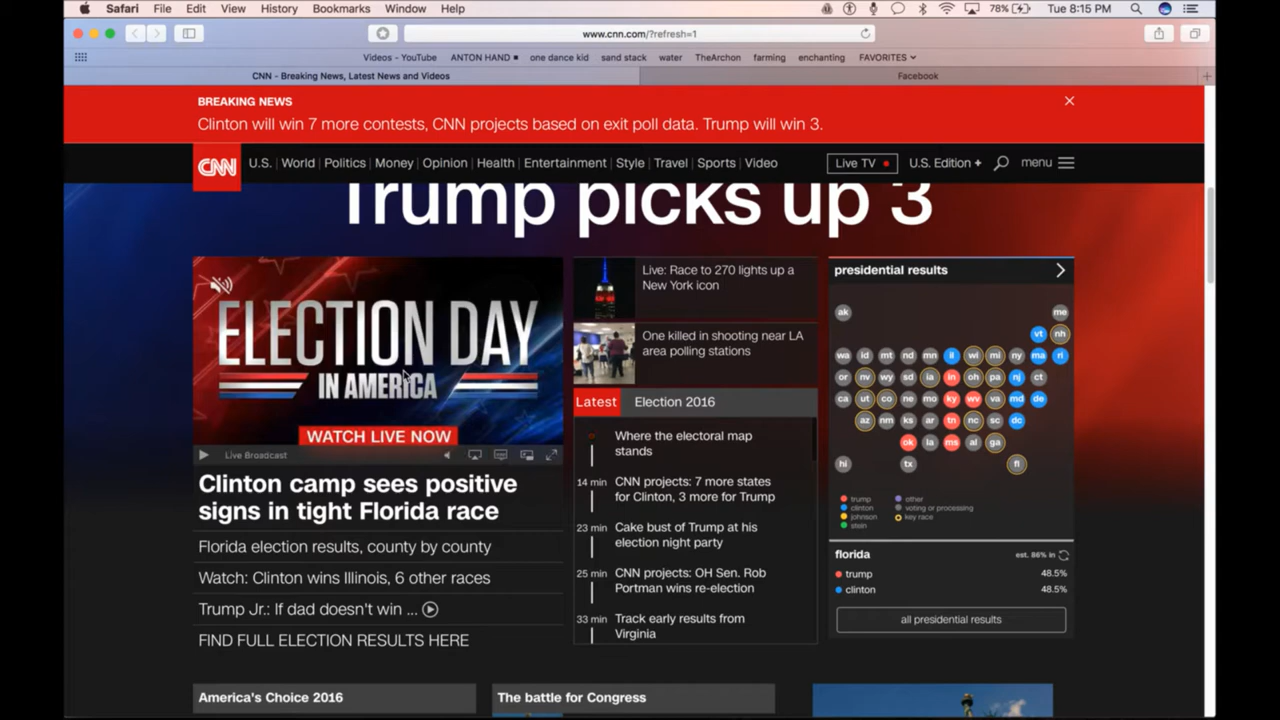 Safari File Edit View History Bookmarks Window Help 78% Tue 8:15 PM
www.cnn.com/?refresh=1
Videos - YouTube ANTON HAND one dance kid sand stack water TheArchon farming enchanting FAVORITES
CNN - Breaking News, Latest News and Videos Facebook
BREAKING NEWS
Clinton will win 7 more contests, CNN projects based on exit poll data. Trump will win 3.
CNN U.S. World Politics Money Opinion Health Entertainment Style Travel Sports Video Live TV U.S. Edition + menu
Trump picks up 3
ELECTION DAY
IN AMERICA
WATCH LIVE NOW
Live Broadcast
Clinton camp sees positive
signs in tight Florida race
Florida election results, county by county
Watch: Clinton wins Illinois, 6 other races
Trump Jr.: If dad doesn't win ...
FIND FULL ELECTION RESULTS HERE
Live: Race to 270 lights up a
New York icon
One killed in shooting near LA
area polling stations
Latest Election 2016
Where the electoral map
stands
14 min CNN projects: 7 more states
for Clinton, 3 more for Trump
23 min Cake bust of Trump at his
election night party
25 min CNN projects: OH Sen. Rob
Portman wins re-election
33 min Track early results from
Virginia
presidential results
ak me
vt nh
wa id mt nd mn il wi mi ny ma ri
or nv wy sd ia in oh pa nj ct
ca ut co ne mo ky wv va md de
az nm ks ar tn nc sc dc
ok la ms al ga
hi tx fl
trump other
clinton voting or processing
johnson key race
stein
florida est. 86% in
trump 48.5%
clinton 48.5%
all presidential results
America's Choice 2016
The battle for Congress